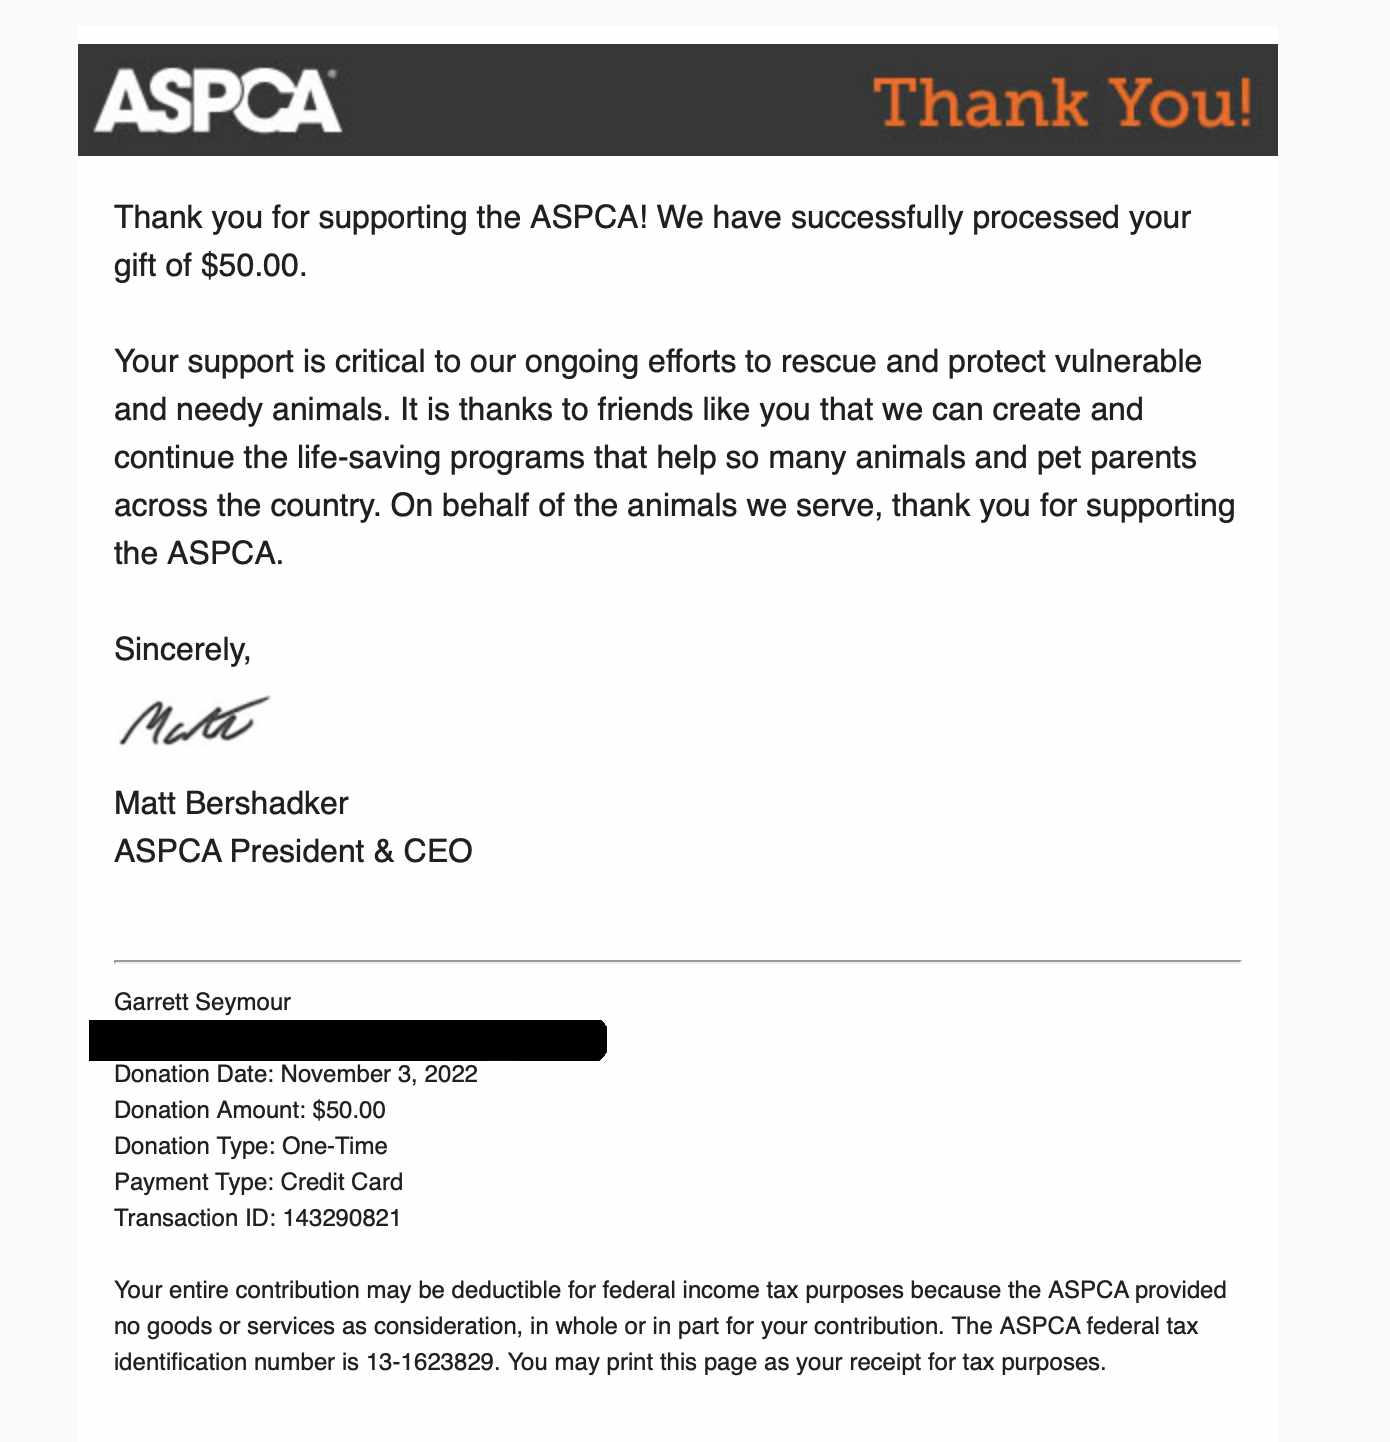 ASPCA®
Thank You!
Thank you for supporting the ASPCA! We have successfully processed your
gift of $50.00.
Your support is critical to our ongoing efforts to rescue and protect vulnerable
and needy animals. It is thanks to friends like you that we can create and
continue the life-saving programs that help so many animals and pet parents
across the country. On behalf of the animals we serve, thank you for supporting
the ASPCA.
Sincerely,
Matt
Matt Bershadker
ASPCA President & CEO
Garrett Seymour
Donation Date: November 3, 2022
Donation Amount: $50.00
Donation Type: One-Time
Payment Type: Credit Card
Transaction ID: 143290821
Your entire contribution may be deductible for federal income tax purposes because the ASPCA provided
no goods or services as consideration, in whole or in part for your contribution. The ASPCA federal tax
identification number is 13-1623829. You may print this page as your receipt for tax purposes.